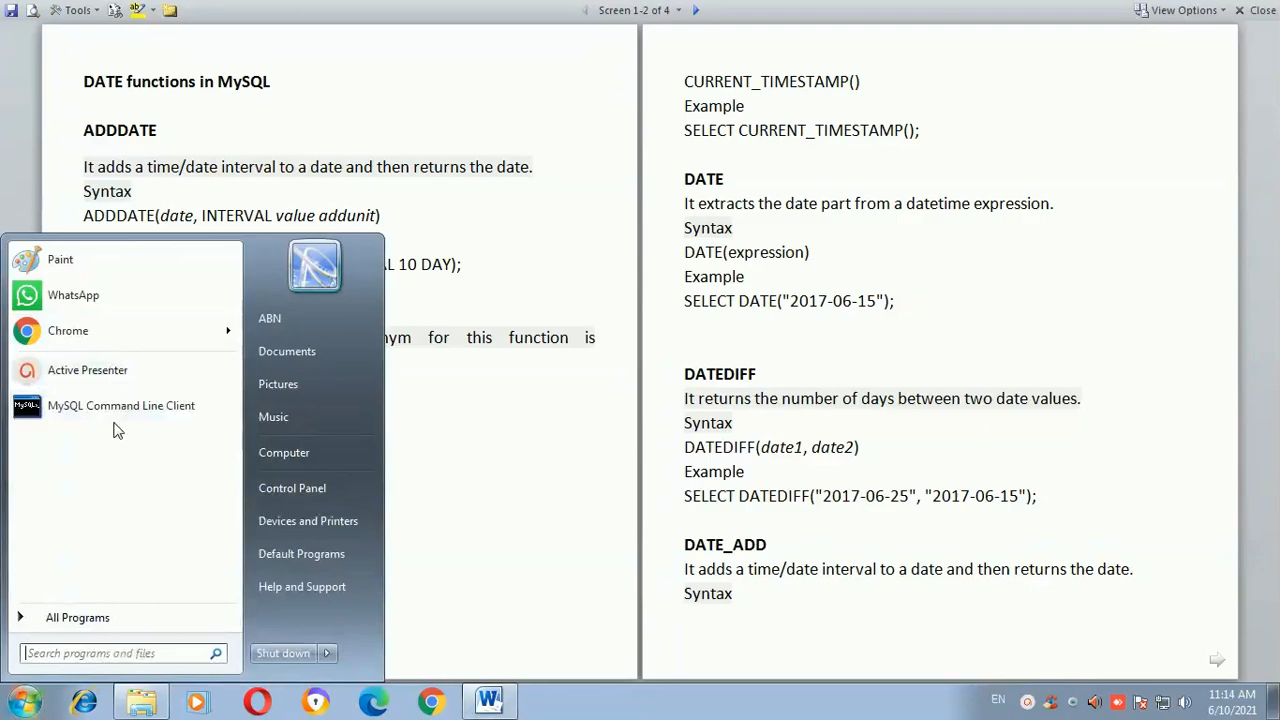 Tools
Screen 1-2 of 4
View Options
Close
DATE functions in MySQL
ADDDATE
It adds a time/date interval to a date and then returns the date.
Syntax
ADDDATE(date, INTERVAL value addunit)
AL 10 DAY);
nym for this function is
CURRENT_TIMESTAMP()
Example
SELECT CURRENT_TIMESTAMP();
DATE
It extracts the date part from a datetime expression.
Syntax
DATE(expression)
Example
SELECT DATE("2017-06-15");
DATEDIFF
It returns the number of days between two date values.
Syntax
DATEDIFF(date1, date2)
Example
SELECT DATEDIFF("2017-06-25", "2017-06-15");
DATE_ADD
It adds a time/date interval to a date and then returns the date.
Syntax
Paint
WhatsApp
Chrome
Active Presenter
MySQL Command Line Client
All Programs
Search programs and files
ABN
Documents
Pictures
Music
Computer
Control Panel
Devices and Printers
Default Programs
Help and Support
Shut down
EN
11:14 AM
6/10/2021